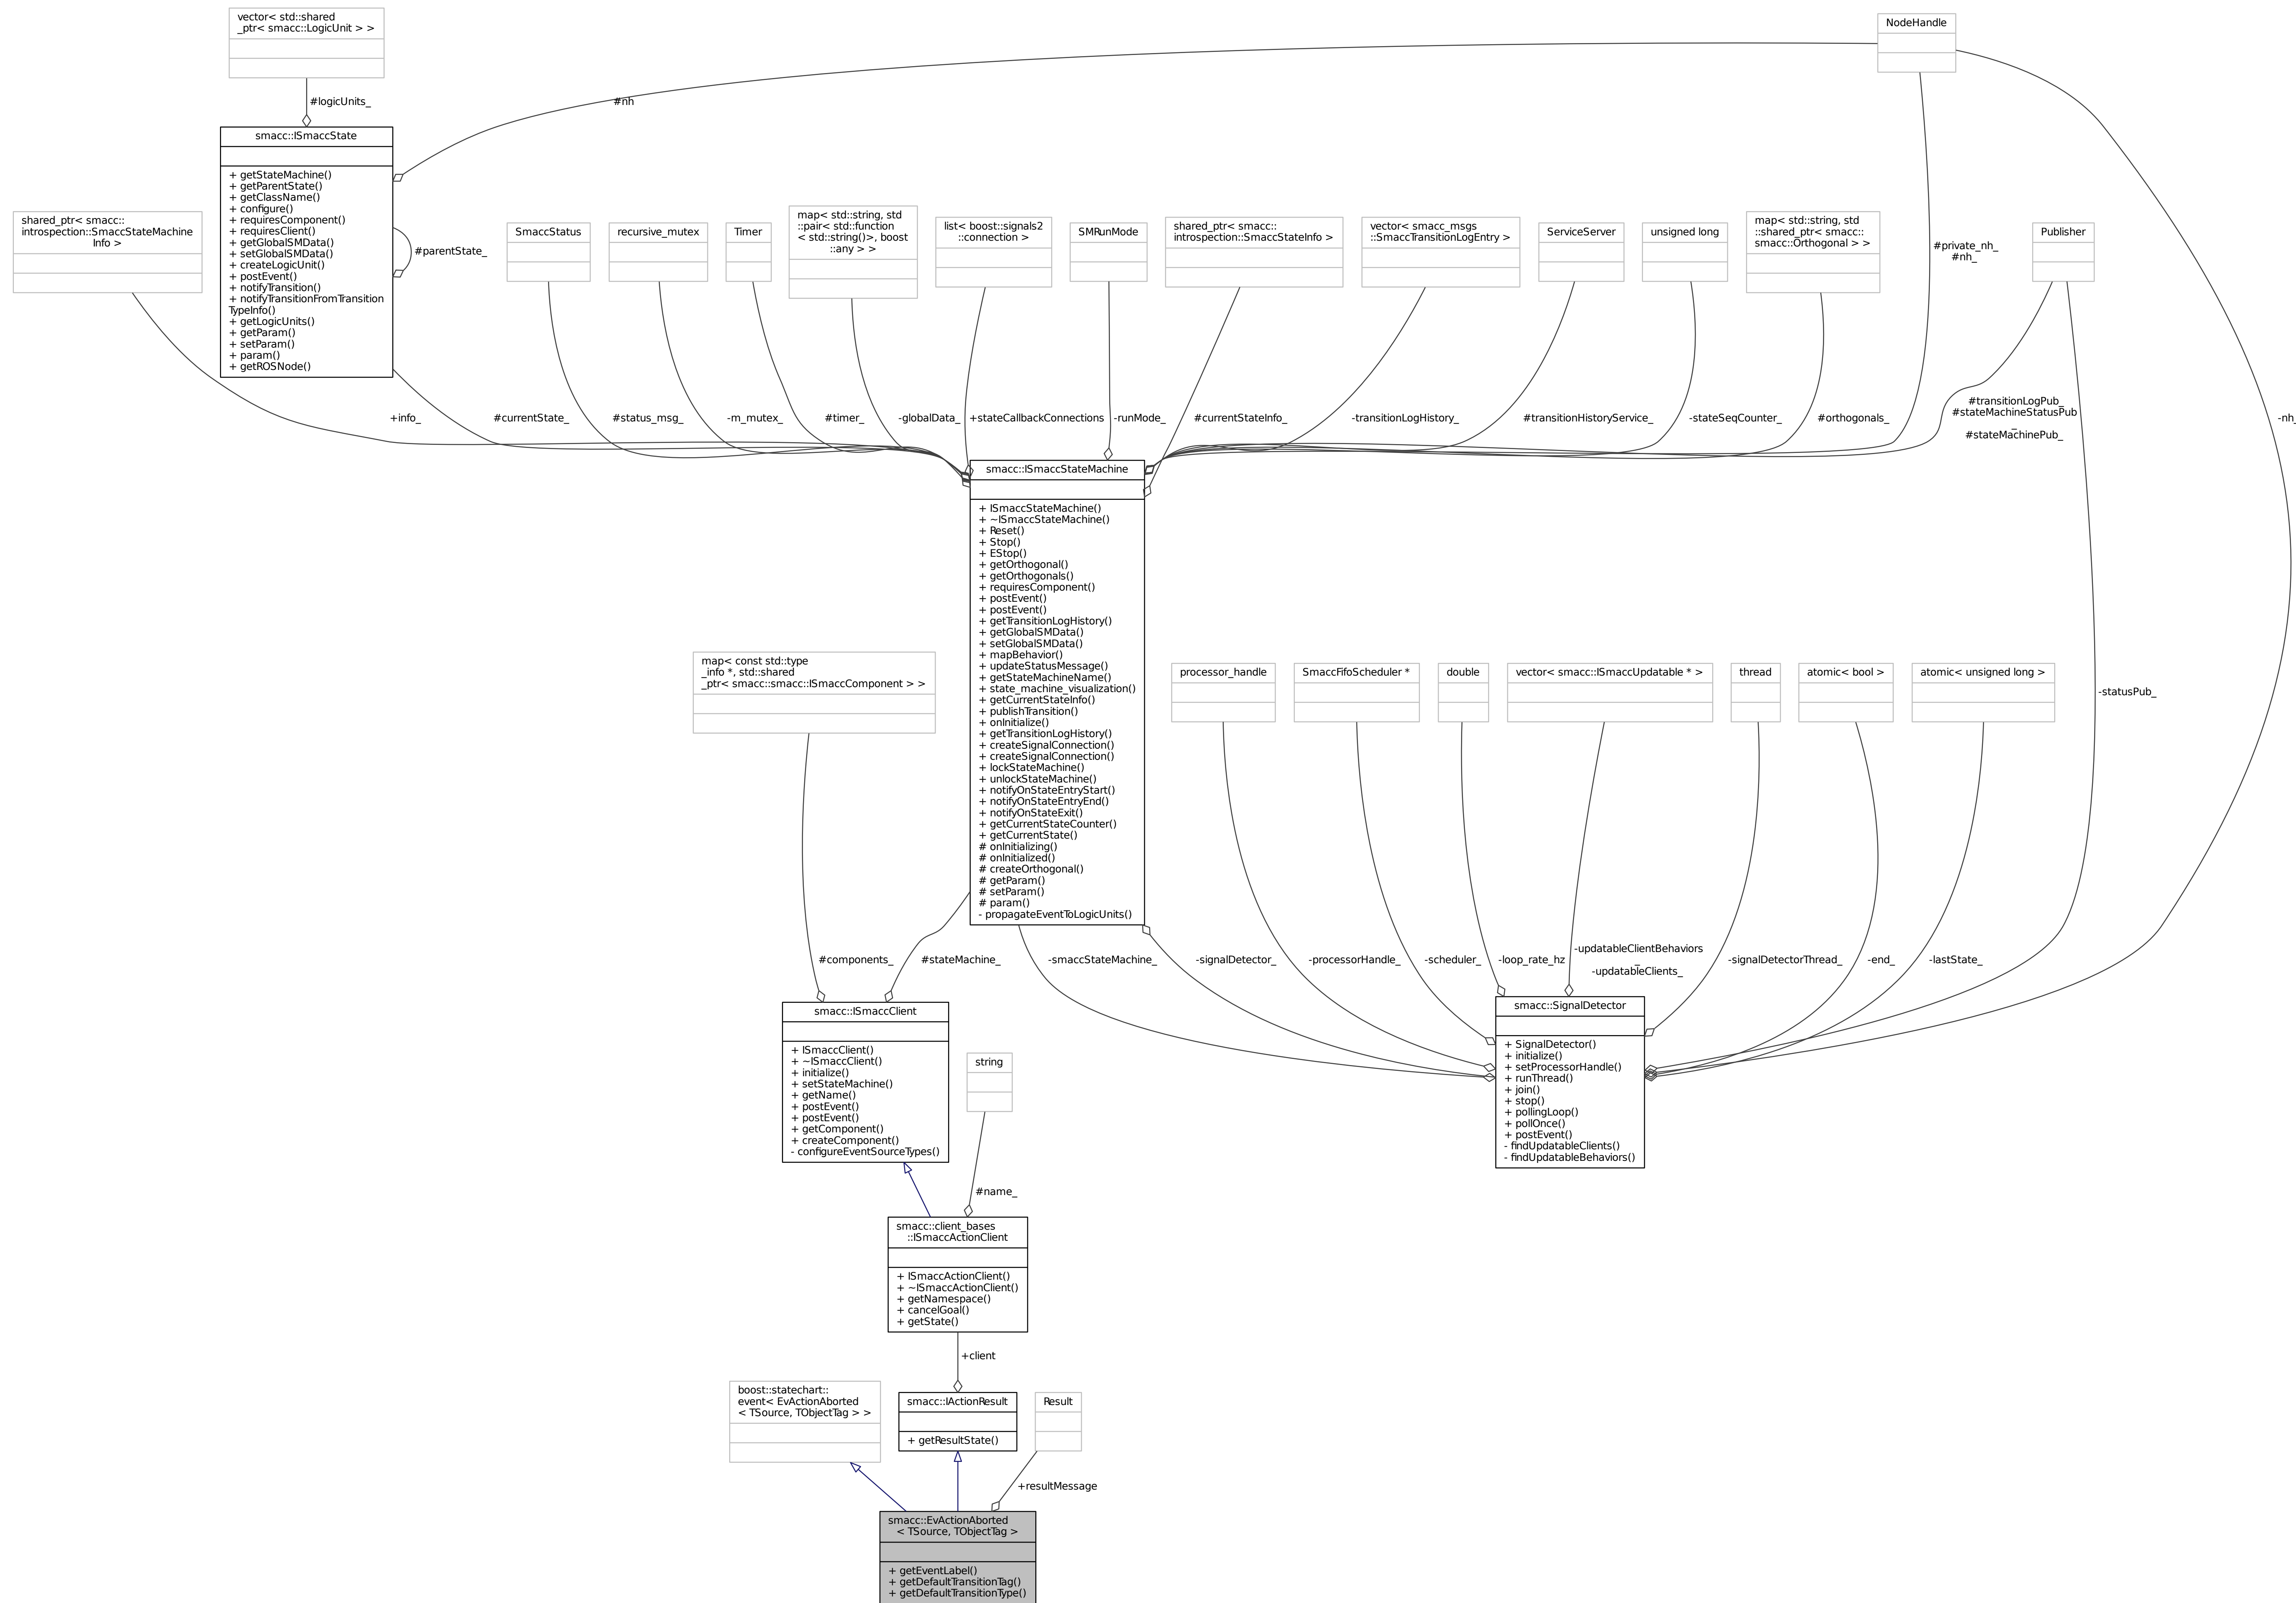 vector< std::shared
_ptr< smacc::LogicUnit > >
NodeHandle
#logicUnits_
#nh
smacc::ISmaccState
+ getStateMachine()
+ getParentState()
+ getClassName()
+ configure()
+ requiresComponent()
+ requiresClient()
+ getGlobalSMData()
+ setGlobalSMData()
+ createLogicUnit()
+ postEvent()
+ notifyTransition()
+ notifyTransitionFromTransition
TypeInfo()
+ getLogicUnits()
+ getParam()
+ setParam()
+ param()
+ getROSNode()
#parentState_
shared_ptr< smacc::
introspection::SmaccStateMachine
Info >
SmaccStatus
recursive_mutex
Timer
map< std::string, std
::pair< std::function
< std::string()>, boost
::any > >
list< boost::signals2
::connection >
SMRunMode
shared_ptr< smacc::
introspection::SmaccStateInfo >
vector< smacc_msgs
::SmaccTransitionLogEntry >
ServiceServer
unsigned long
map< std::string, std
::shared_ptr< smacc::
smacc::Orthogonal > >
#private_nh_
#nh_
Publisher
+info_
#currentState_
#status_msg_
-m_mutex_
#timer_
-globalData_
+stateCallbackConnections
-runMode_
#currentStateInfo_
-transitionLogHistory_
#transitionHistoryService_
-stateSeqCounter_
#orthogonals_
#transitionLogPub_
#stateMachineStatusPub
_
#stateMachinePub_
-nh_
smacc::ISmaccStateMachine
+ ISmaccStateMachine()
+ ~ISmaccStateMachine()
+ Reset()
+ Stop()
+ EStop()
+ getOrthogonal()
+ getOrthogonals()
+ requiresComponent()
+ postEvent()
+ postEvent()
+ getTransitionLogHistory()
+ getGlobalSMData()
+ setGlobalSMData()
+ mapBehavior()
+ updateStatusMessage()
+ getStateMachineName()
+ state_machine_visualization()
+ getCurrentStateInfo()
+ publishTransition()
+ onInitialize()
+ getTransitionLogHistory()
+ createSignalConnection()
+ createSignalConnection()
+ lockStateMachine()
+ unlockStateMachine()
+ notifyOnStateEntryStart()
+ notifyOnStateEntryEnd()
+ notifyOnStateExit()
+ getCurrentStateCounter()
+ getCurrentState()
# onInitializing()
# onInitialized()
# createOrthogonal()
# getParam()
# setParam()
# param()
- propagateEventToLogicUnits()
map< const std::type
_info *, std::shared
_ptr< smacc::smacc::ISmaccComponent > >
processor_handle
SmaccFifoScheduler *
double
vector< smacc::ISmaccUpdatable * >
thread
atomic< bool >
atomic< unsigned long >
-statusPub_
#components_
#stateMachine_
-smaccStateMachine_
-signalDetector_
-processorHandle_
-scheduler_
-loop_rate_hz
-updatableClientBehaviors
_
-updatableClients_
-signalDetectorThread_
-end_
-lastState_
smacc::ISmaccClient
+ ISmaccClient()
+ ~ISmaccClient()
+ initialize()
+ setStateMachine()
+ getName()
+ postEvent()
+ postEvent()
+ getComponent()
+ createComponent()
- configureEventSourceTypes()
smacc::SignalDetector
+ SignalDetector()
+ initialize()
+ setProcessorHandle()
+ runThread()
+ join()
+ stop()
+ pollingLoop()
+ pollOnce()
+ postEvent()
- findUpdatableClients()
- findUpdatableBehaviors()
string
#name_
smacc::client_bases
::ISmaccActionClient
+ ISmaccActionClient()
+ ~ISmaccActionClient()
+ getNamespace()
+ cancelGoal()
+ getState()
+client
boost::statechart::
event< EvActionAborted
< TSource, TObjectTag > >
smacc::IActionResult
+ getResultState()
Result
+resultMessage
smacc::EvActionAborted
< TSource, TObjectTag >
+ getEventLabel()
+ getDefaultTransitionTag()
+ getDefaultTransitionType()